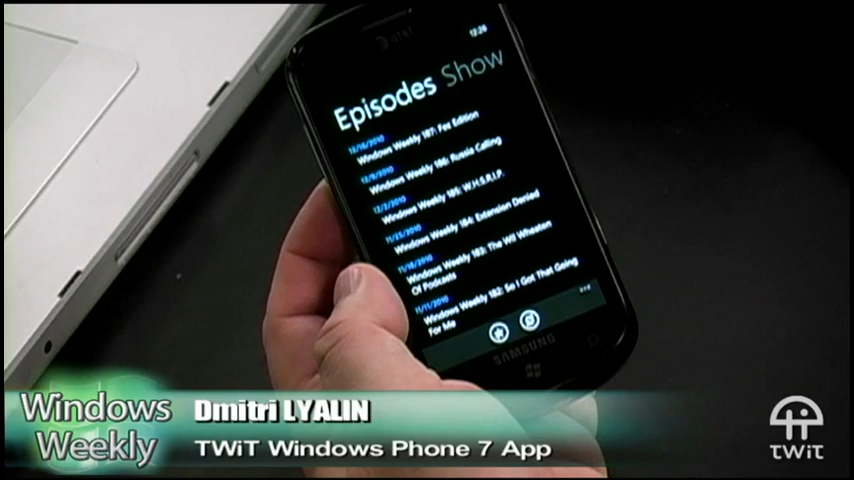 at&t
12:26
Episodes Show
12/16/2010
Windows Weekly 187: Fez Edition
12/9/2010
Windows Weekly 186: Russia Calling
12/2/2010
Windows Weekly 185: W.H.S.R.I.P.
11/25/2010
Windows Weekly 184: Extension Denied
11/18/2010
Windows Weekly 183: The Wil Wheaton
Of Podcasts
11/11/2010
Windows Weekly 182: So I Got That Going
For Me
SAMSUNG
Windows
Weekly
Dmitri LYALIN
TWiT Windows Phone 7 App
TWiT